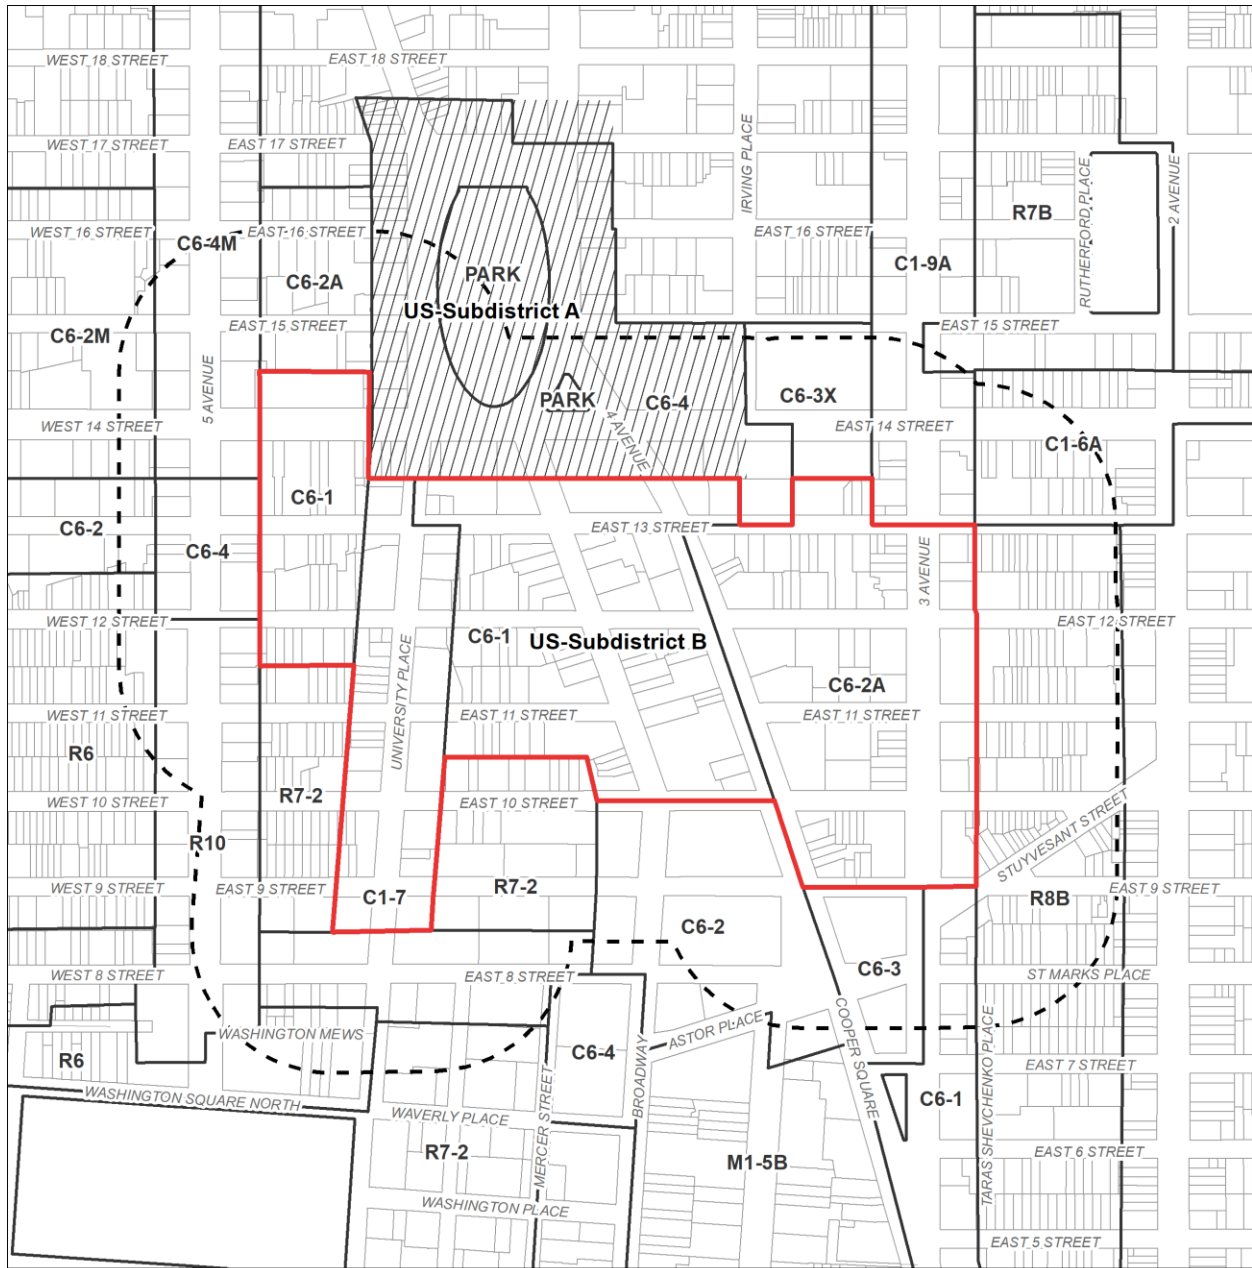 WEST 18 STREET
EAST 18 STREET
WEST 17 STREET
EAST 17 STREET
IRVING PLACE
RUTHERFORD PLACE
2 AVENUE
R7B
WEST 16 STREET
C6-4M
EAST 16 STREET
EAST 16 STREET
C6-2A
PARK
C1-9A
US-Subdistrict A
C6-2M
EAST 15 STREET
EAST 15 STREET
5 AVENUE
PARK
C6-4
C6-3X
WEST 14 STREET
4 AVENUE
EAST 14 STREET
C1-6A
C6-1
C6-2
C6-4
EAST 13 STREET
3 AVENUE
WEST 12 STREET
EAST 12 STREET
C6-1
US-Subdistrict B
UNIVERSITY PLACE
C6-2A
WEST 11 STREET
EAST 11 STREET
EAST 11 STREET
R6
R7-2
WEST 10 STREET
EAST 10 STREET
STUYVESANT STREET
R10
WEST 9 STREET
EAST 9 STREET
C1-7
R7-2
R8B
EAST 9 STREET
C6-2
WEST 8 STREET
EAST 8 STREET
C6-3
ST MARKS PLACE
WASHINGTON MEWS
ASTOR PLACE
COOPER SQUARE
TARAS SHEVCHENKO PLACE
R6
C6-4
BROADWAY
EAST 7 STREET
WASHINGTON SQUARE NORTH
WAVERLY PLACE
MERCER STREET
C6-1
R7-2
M1-5B
EAST 6 STREET
WASHINGTON PLACE
EAST 5 STREET